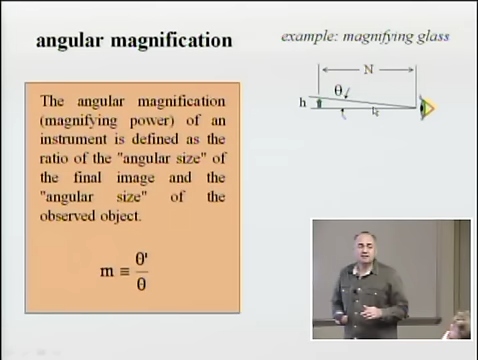 angular magnification
example: magnifying glass
N
θ
h
The angular magnification
(magnifying power) of an
instrument is defined as the
ratio of the "angular size" of
the final image and the
"angular size" of the
observed object.
m ≡ θ'/θ